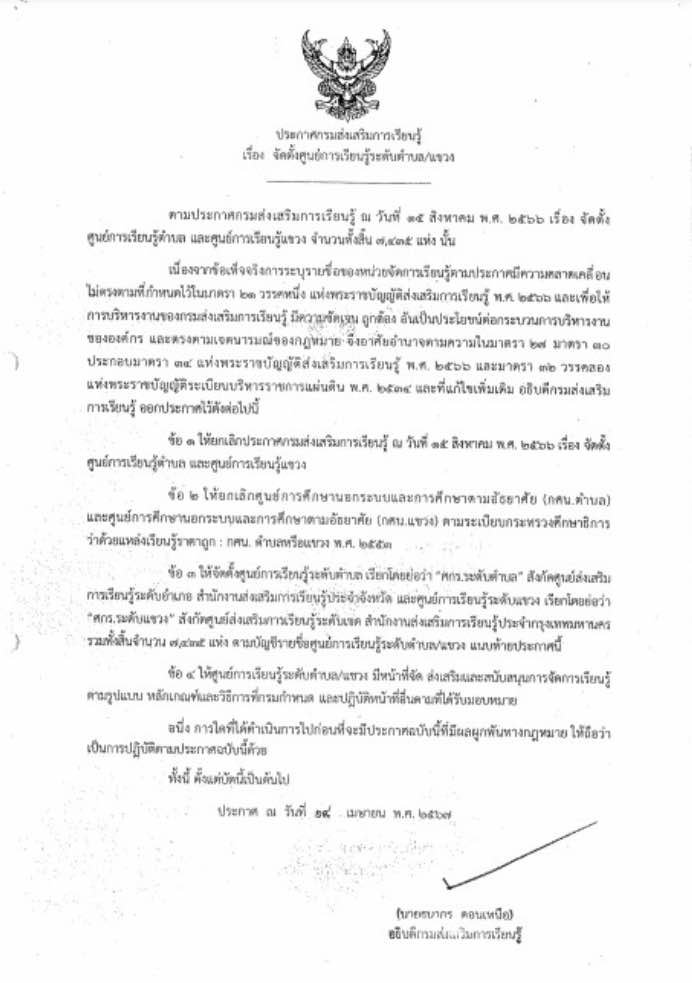 ประกาศกรมส่งเสริมการเรียนรู้
เรื่อง จัดตั้งศูนย์การเรียนรู้ระดับตำบล/แขวง
ตามประกาศกรมส่งเสริมการเรียนรู้ ณ วันที่ ๑๕ สิงหาคม พ.ศ. ๒๕๖๖ เรื่อง จัดตั้ง
ศูนย์การเรียนรู้ตำบล และศูนย์การเรียนรู้แขวง จำนวนทั้งสิ้น ๗,๔๓๕ แห่ง นั้น
เนื่องจากข้อเท็จจริงการระบุรายชื่อของหน่วยจัดการเรียนรู้ตามประกาศมีความคลาดเคลื่อน
ไม่ตรงตามที่กำหนดไว้ในมาตรา ๒๑ วรรคหนึ่ง แห่งพระราชบัญญัติส่งเสริมการเรียนรู้ พ.ศ. ๒๕๖๖ และเพื่อให้
การบริหารงานของกรมส่งเสริมการเรียนรู้ มีความชัดเจน ถูกต้อง อันเป็นประโยชน์ต่อกระบวนการบริหารงาน
ขององค์กร และตรงตามเจตนารมณ์ของกฎหมาย จึงอาศัยอำนาจตามความในมาตรา ๒๗ มาตรา ๓๐
ประกอบมาตรา ๓๔ แห่งพระราชบัญญัติส่งเสริมการเรียนรู้ พ.ศ. ๒๕๖๖ และมาตรา ๓๒ วรรคสอง
แห่งพระราชบัญญัติระเบียบบริหารราชการแผ่นดิน พ.ศ. ๒๕๓๔ และที่แก้ไขเพิ่มเติม อธิบดีกรมส่งเสริม
การเรียนรู้ ออกประกาศไว้ดังต่อไปนี้
ข้อ ๑ ให้ยกเลิกประกาศกรมส่งเสริมการเรียนรู้ ณ วันที่ ๑๕ สิงหาคม พ.ศ. ๒๕๖๖ เรื่อง จัดตั้ง
ศูนย์การเรียนรู้ตำบล และศูนย์การเรียนรู้แขวง
ข้อ ๒ ให้ยกเลิกศูนย์การศึกษานอกระบบและการศึกษาตามอัธยาศัย (กศน.ตำบล)
และศูนย์การศึกษานอกระบบและการศึกษาตามอัธยาศัย (กศน.แขวง) ตามระเบียบกระทรวงศึกษาธิการ
ว่าด้วยแหล่งเรียนรู้ราคาถูก : กศน. ตำบลหรือแขวง พ.ศ. ๒๕๕๓
ข้อ ๓ ให้จัดตั้งศูนย์การเรียนรู้ระดับตำบล เรียกโดยย่อว่า "ศกร.ระดับตำบล" สังกัดศูนย์ส่งเสริม
การเรียนรู้ระดับอำเภอ สำนักงานส่งเสริมการเรียนรู้ประจำจังหวัด และศูนย์การเรียนรู้ระดับแขวง เรียกโดยย่อว่า
"ศกร.ระดับแขวง" สังกัดศูนย์ส่งเสริมการเรียนรู้ระดับเขต สำนักงานส่งเสริมการเรียนรู้ประจำกรุงเทพมหานคร
รวมทั้งสิ้นจำนวน ๗,๔๓๕ แห่ง ตามบัญชีรายชื่อศูนย์การเรียนรู้ระดับตำบล/แขวง แนบท้ายประกาศนี้
ข้อ ๔ ให้ศูนย์การเรียนรู้ระดับตำบล/แขวง มีหน้าที่จัด ส่งเสริมและสนับสนุนการจัดการเรียนรู้
ตามรูปแบบ หลักเกณฑ์และวิธีการที่กรมกำหนด และปฏิบัติหน้าที่อื่นตามที่ได้รับมอบหมาย
อนึ่ง การใดที่ได้ดำเนินการไปก่อนที่จะมีประกาศฉบับนี้ที่มีผลผูกพันทางกฎหมาย ให้ถือว่า
เป็นการปฏิบัติตามประกาศฉบับนี้ด้วย
ทั้งนี้ ตั้งแต่บัดนี้เป็นต้นไป
ประกาศ ณ วันที่ ๑๙ เมษายน พ.ศ. ๒๕๖๗
(นายธนากร ดอนเหนือ)
อธิบดีกรมส่งเสริมการเรียนรู้